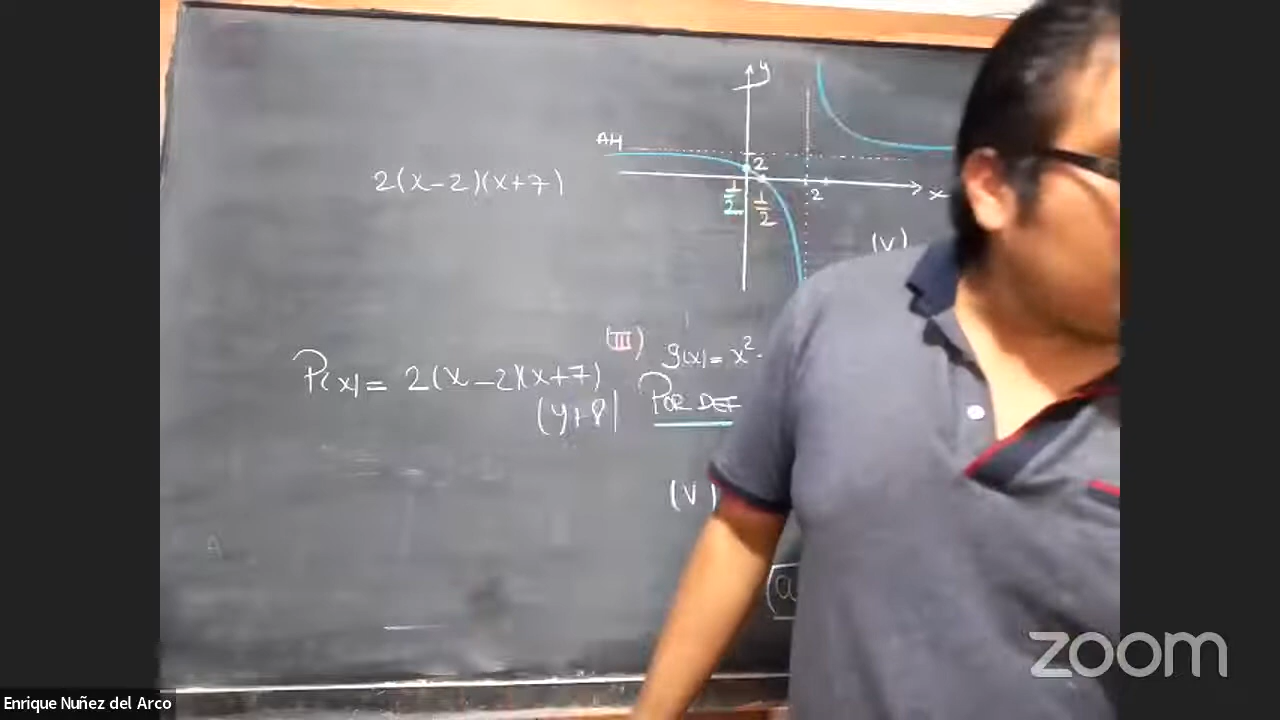 y
AH
2
2(x-2)(x+7)
x
1/2
1/2
2
(V)
(III)
g(x) = x².
P(x) = 2(x-2)(x+7)
(y+8)
POR DEF
(V)
(a
A
zoom
Enrique Nuñez del Arco